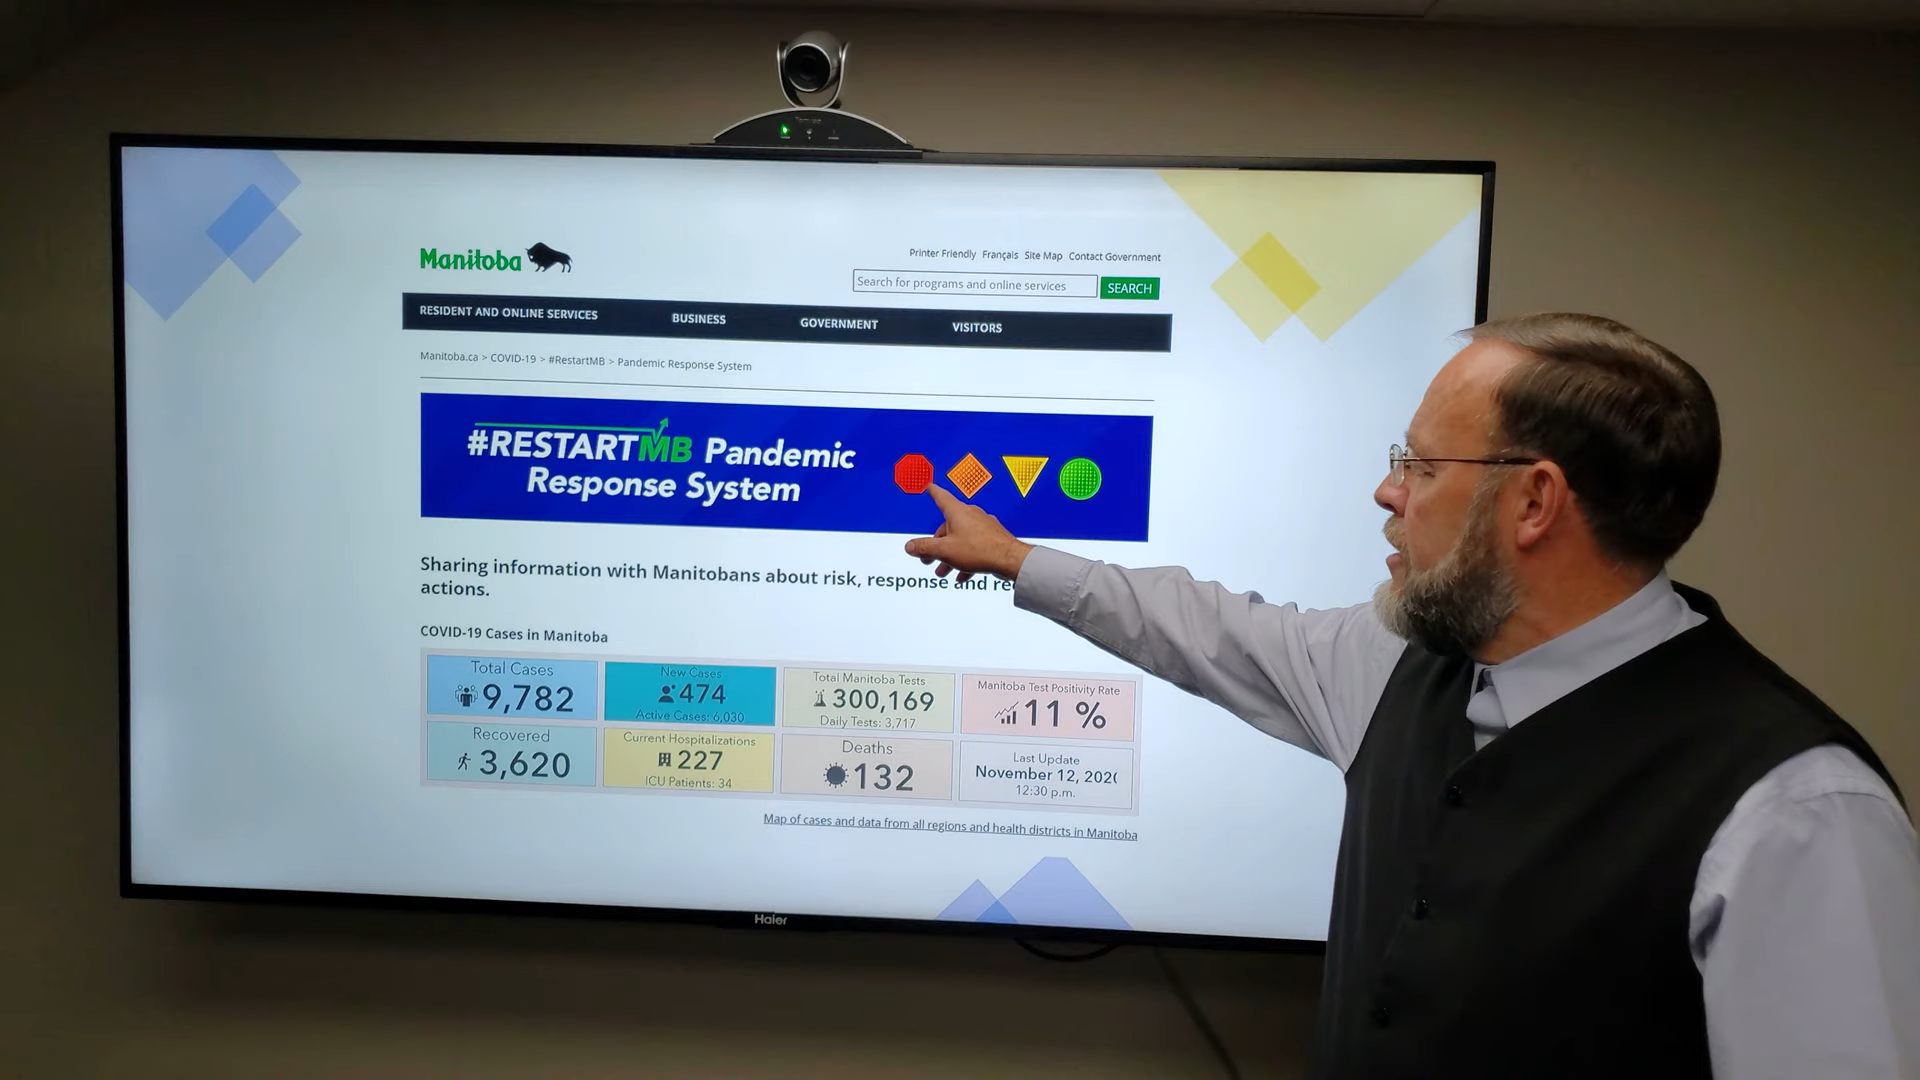 Manitoba
Printer Friendly Français Site Map Contact Government
Search for programs and online services
SEARCH
RESIDENT AND ONLINE SERVICES BUSINESS GOVERNMENT VISITORS
Manitoba.ca > COVID-19 > #RestartMB > Pandemic Response System
#RESTARTMB Pandemic
Response System
Sharing information with Manitobans about risk, response and
actions.
COVID-19 Cases in Manitoba
Total Cases
9,782
New Cases
474
Active Cases: 6,030
Total Manitoba Tests
300,169
Daily Tests: 3,717
Manitoba Test Positivity Rate
11 %
Recovered
3,620
Current Hospitalizations
227
ICU Patients: 34
Deaths
132
Last Update
November 12, 202
12:30 p.m.
Map of cases and data from all regions and health districts in Manitoba
Haier